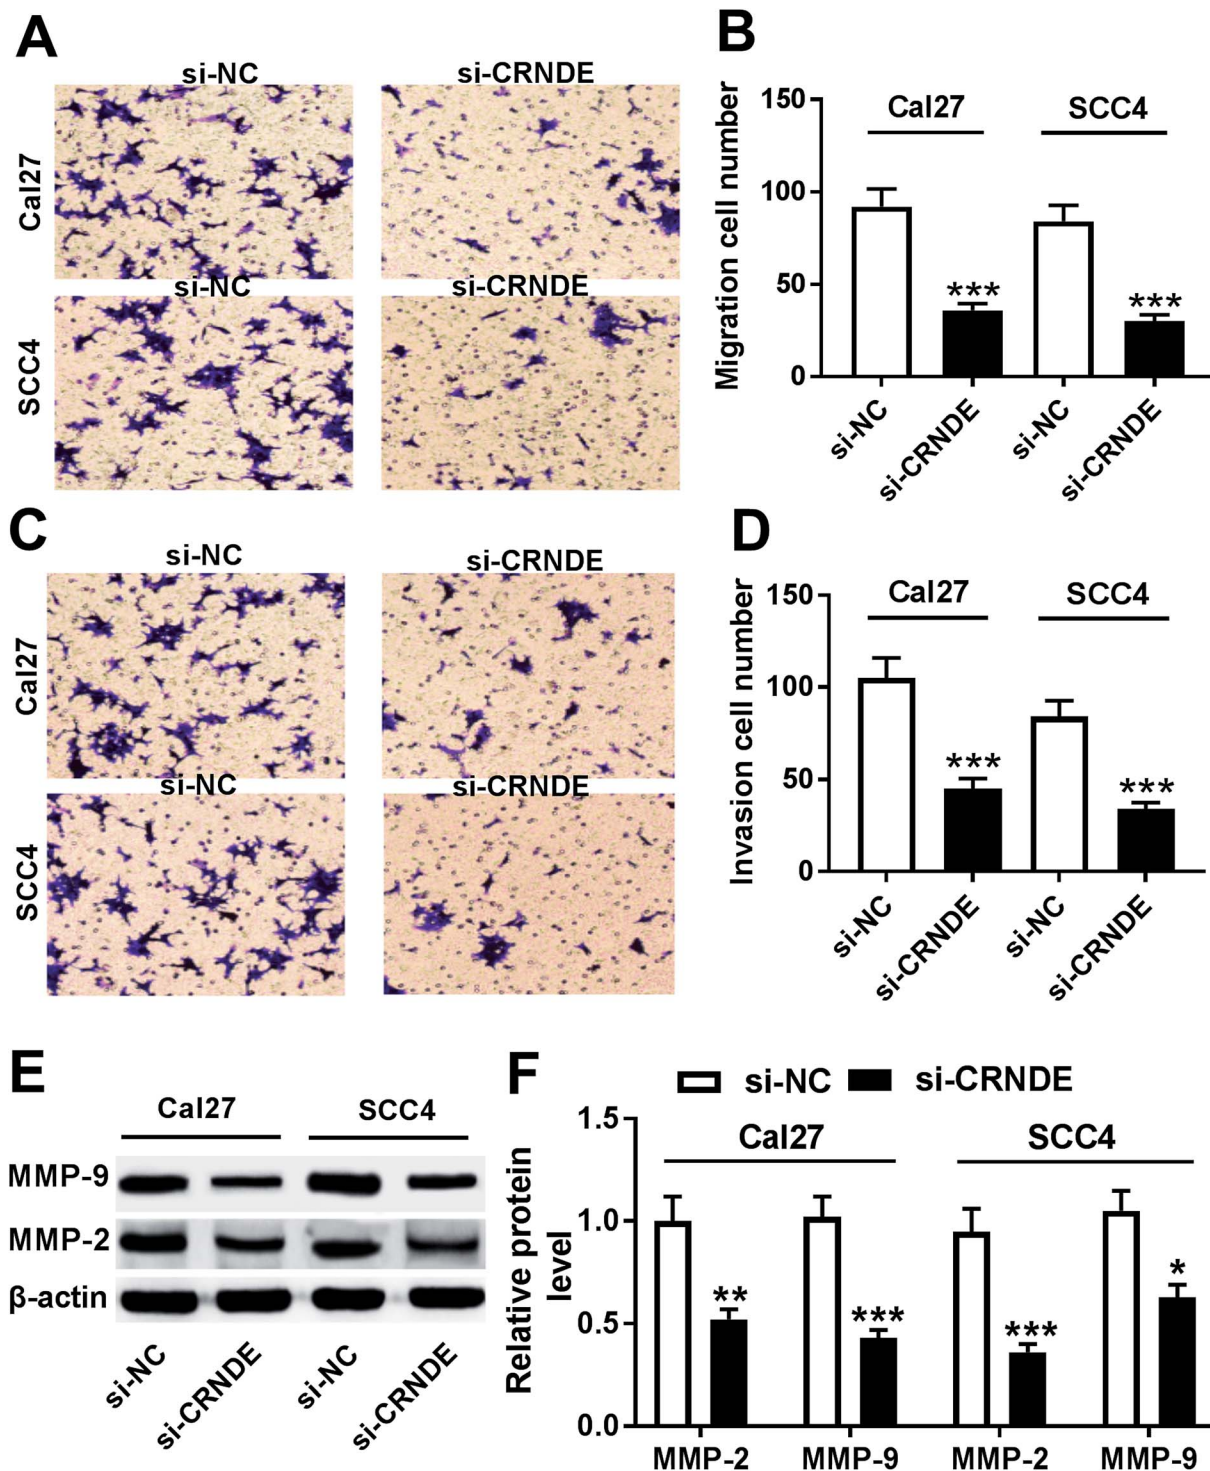 A
si-NC
si-CRNDE
Cal27
si-NC
si-CRNDE
SCC4
B
Migration cell number
150
100
50
0
Cal27
SCC4
***
***
si-NC
si-CRNDE
si-NC
si-CRNDE
C
si-NC
si-CRNDE
Cal27
si-NC
si-CRNDE
SCC4
D
Invasion cell number
150
100
50
0
Cal27
SCC4
***
***
si-NC
si-CRNDE
si-NC
si-CRNDE
E
Cal27
SCC4
MMP-9
MMP-2
β-actin
si-NC
si-CRNDE
si-NC
si-CRNDE
F
si-NC
si-CRNDE
Relative protein
level
1.5
1.0
0.5
0.0
Cal27
SCC4
**
***
***
*
MMP-2
MMP-9
MMP-2
MMP-9